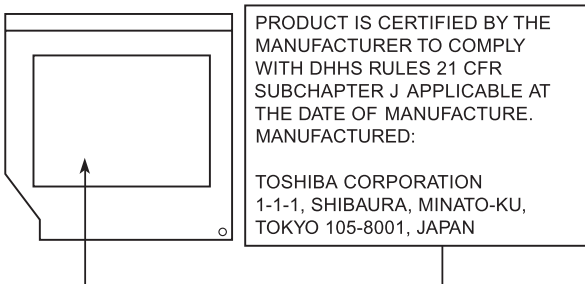 PRODUCT IS CERTIFIED BY THE
MANUFACTURER TO COMPLY
WITH DHHS RULES 21 CFR
SUBCHAPTER J APPLICABLE AT
THE DATE OF MANUFACTURE.
MANUFACTURED:
TOSHIBA CORPORATION
1-1-1, SHIBAURA, MINATO-KU,
TOKYO 105-8001, JAPAN